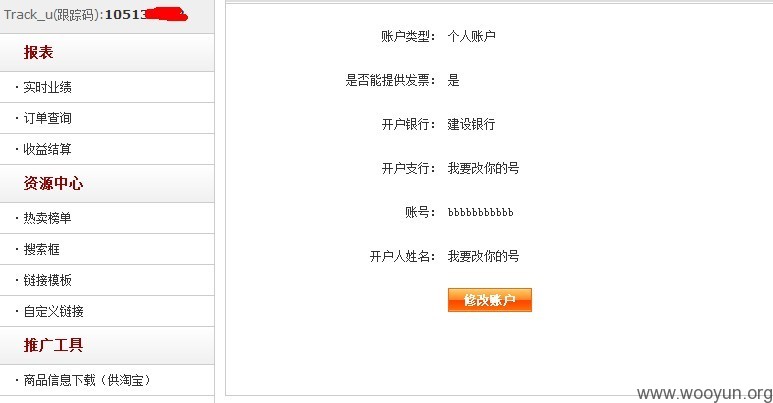 Track_u(跟踪码):10513
报表
· 实时业绩
· 订单查询
· 收益结算
资源中心
· 热卖榜单
· 搜索框
· 链接模板
· 自定义链接
推广工具
· 商品信息下载（供淘宝）
账户类型： 个人账户
是否能提供发票： 是
开户银行： 建设银行
开户支行： 我要改你的号
账号： bbbbbbbbbbb
开户人姓名： 我要改你的号
修改账户
www.wooyun.org